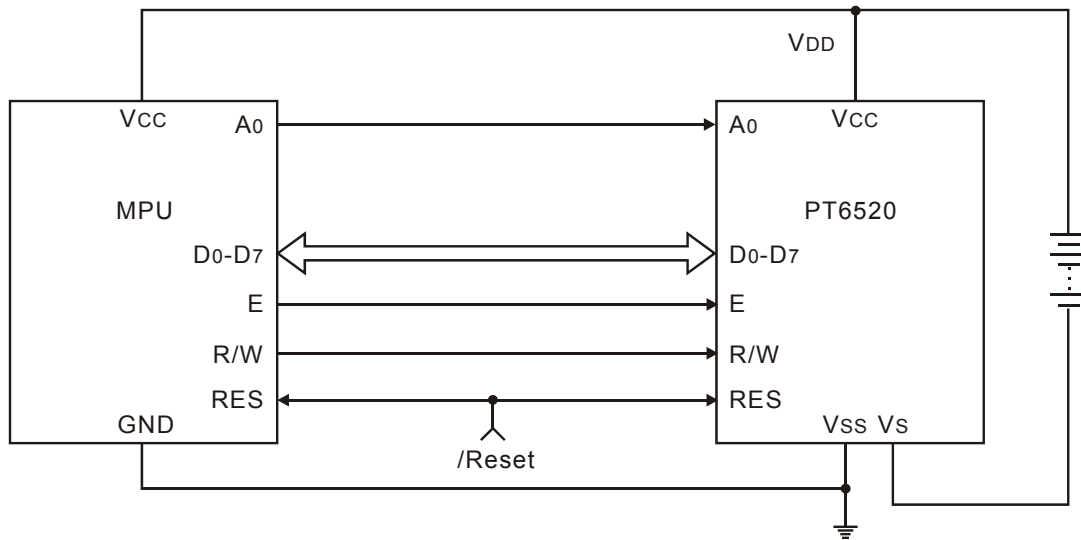 VDD
VCC
A0
A0
VCC
MPU
PT6520
D0-D7
D0-D7
E
E
R/W
R/W
RES
RES
GND
VSS
VS
/Reset